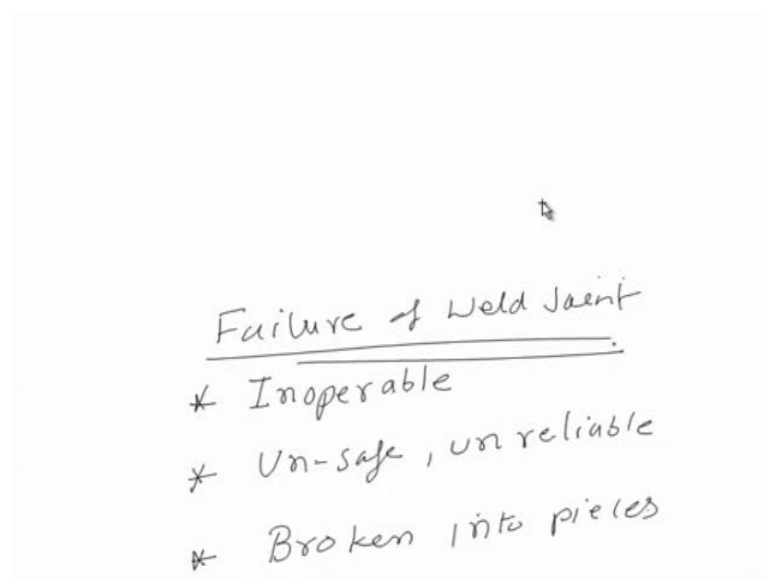 Failure of Weld Joint
* Inoperable
* Un-safe, unreliable
* Broken into pieces